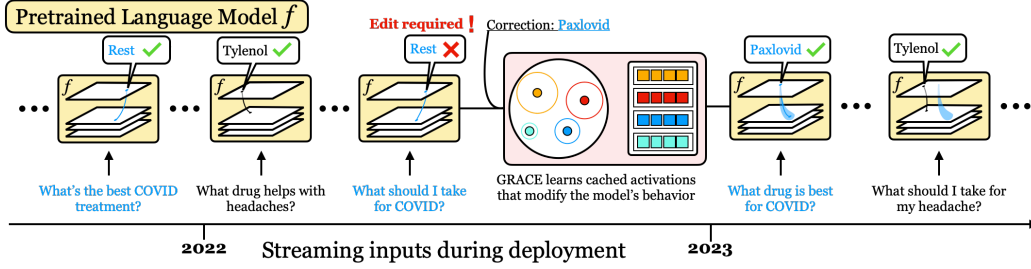 Pretrained Language Model f
Edit required !
Correction: Paxlovid
Rest
Tylenol
Rest
Paxlovid
Tylenol
f
f
f
f
f
What's the best COVID
treatment?
What drug helps with
headaches?
What should I take
for COVID?
GRACE learns cached activations
that modify the model's behavior
What drug is best
for COVID?
What should I take for
my headache?
2022
Streaming inputs during deployment
2023